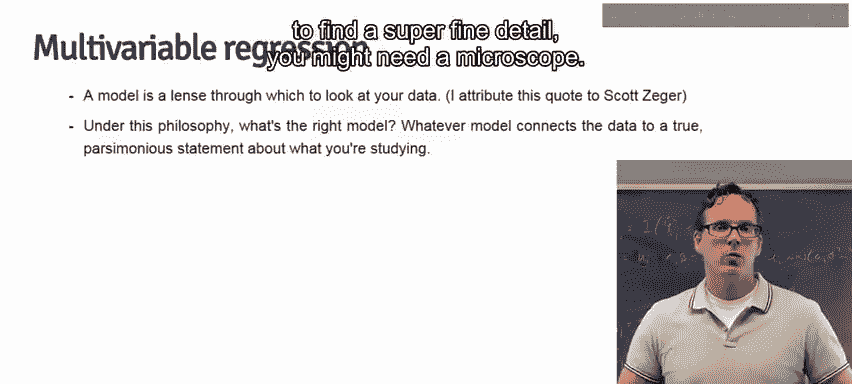 to find a super fine detail,
you might need a microscope.
Multivariable regression
- A model is a lense through which to look at your data. (I attribute this quote to Scott Zeger)
- Under this philosophy, what's the right model? Whatever model connects the data to a true,
parsimonious statement about what you're studying.